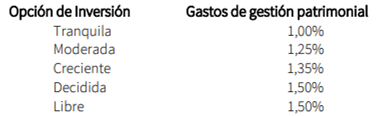 Opción de Inversión Gastos de gestión patrimonial
Tranquila 1,00%
Moderada 1,25%
Creciente 1,35%
Decidida 1,50%
Libre 1,50%